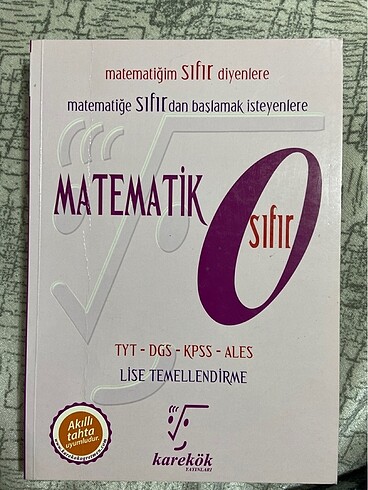 matematiğim sıfır diyenlere
matematiğe sıfırdan başlamak isteyenlere
MATEMATİK
0
sıfır
TYT - DGS - KPSS - ALES
LİSE TEMELLENDİRME
Akıllı
tahta
uyumludur.
karekök
YAYINLARI